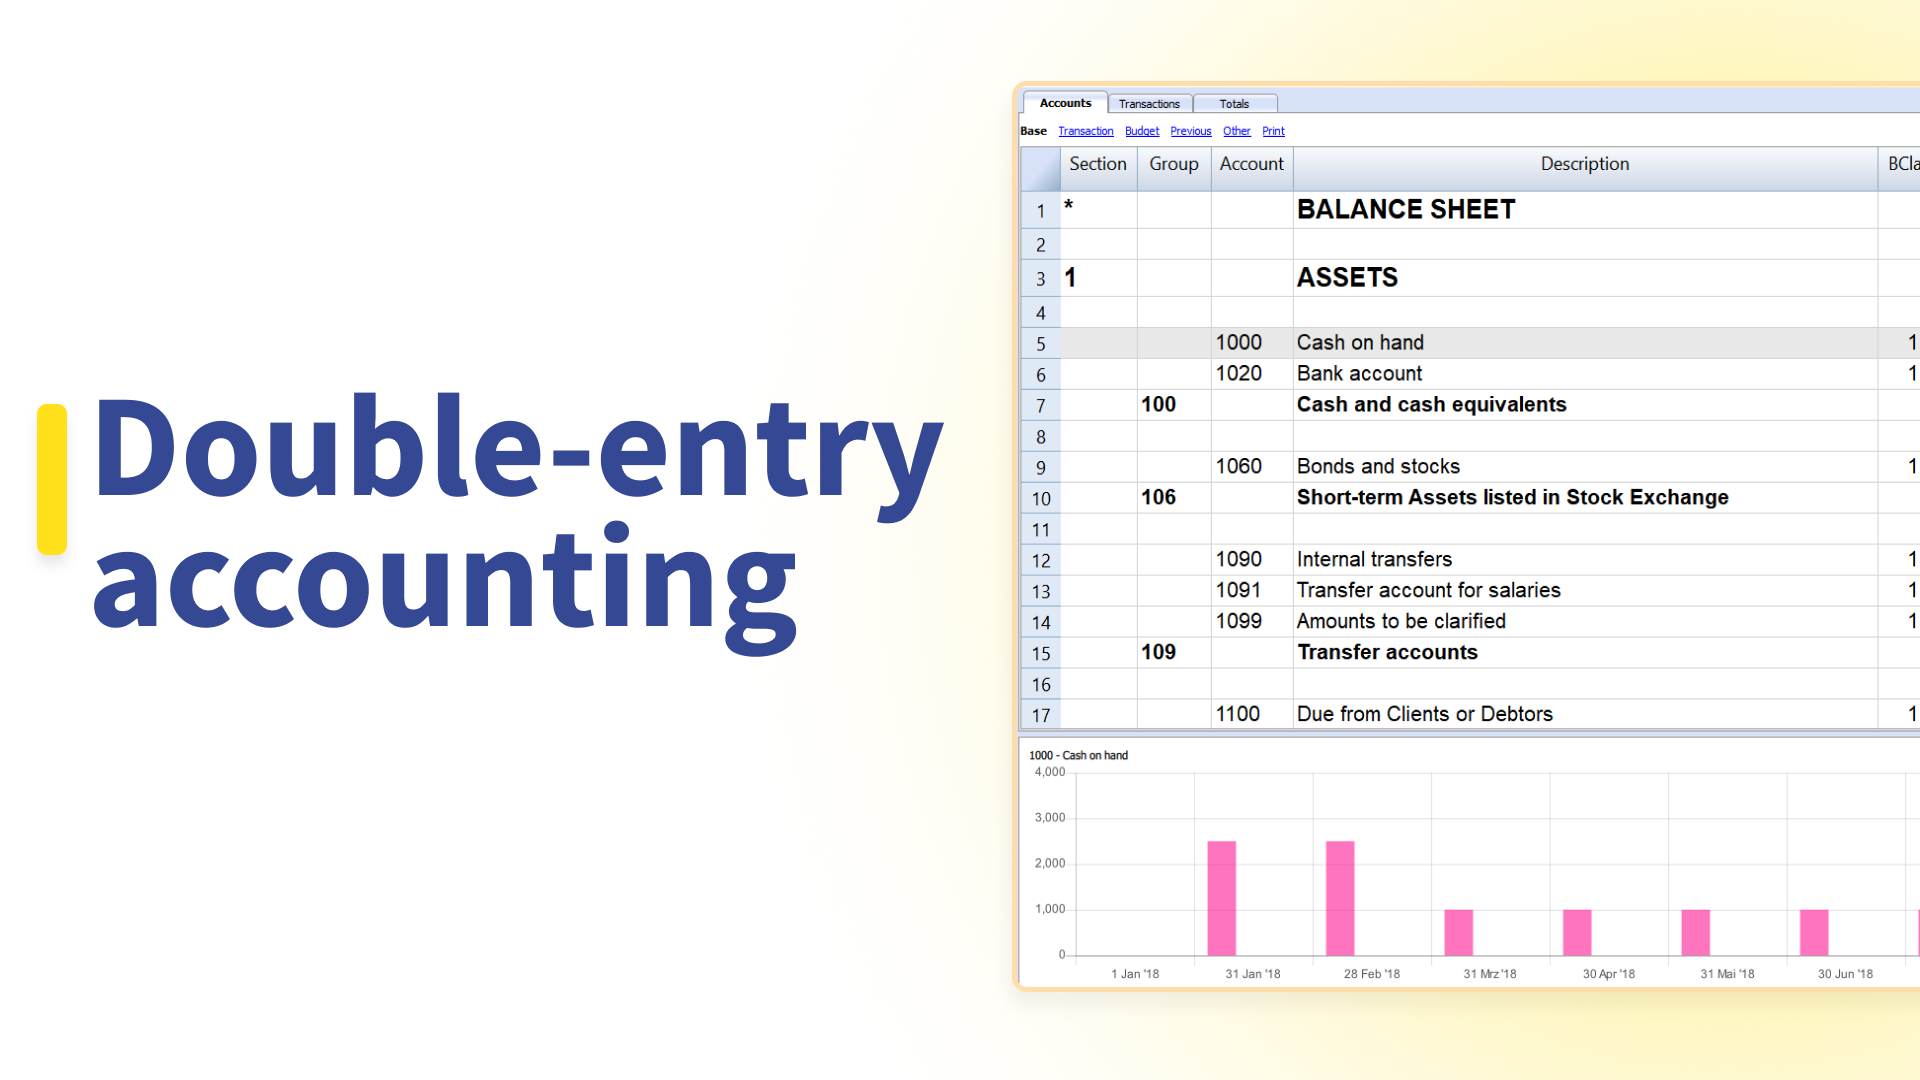 Double-entry
accounting
Accounts Transactions Totals
Base Transaction Budget Previous Other Print
Section Group Account Description
1 * BALANCE SHEET
2
3 1 ASSETS
4
5 1000 Cash on hand 1
6 1020 Bank account 1
7 100 Cash and cash equivalents
8
9 1060 Bonds and stocks 1
10 106 Short-term Assets listed in Stock Exchange
11
12 1090 Internal transfers 1
13 1091 Transfer account for salaries 1
14 1099 Amounts to be clarified 1
15 109 Transfer accounts
16
17 1100 Due from Clients or Debtors 1
1000 - Cash on hand
4,000
3,000
2,000
1,000
0
1 Jan '18 31 Jan '18 28 Feb '18 31 Mrz '18 30 Apr '18 31 Mai '18 30 Jun '18